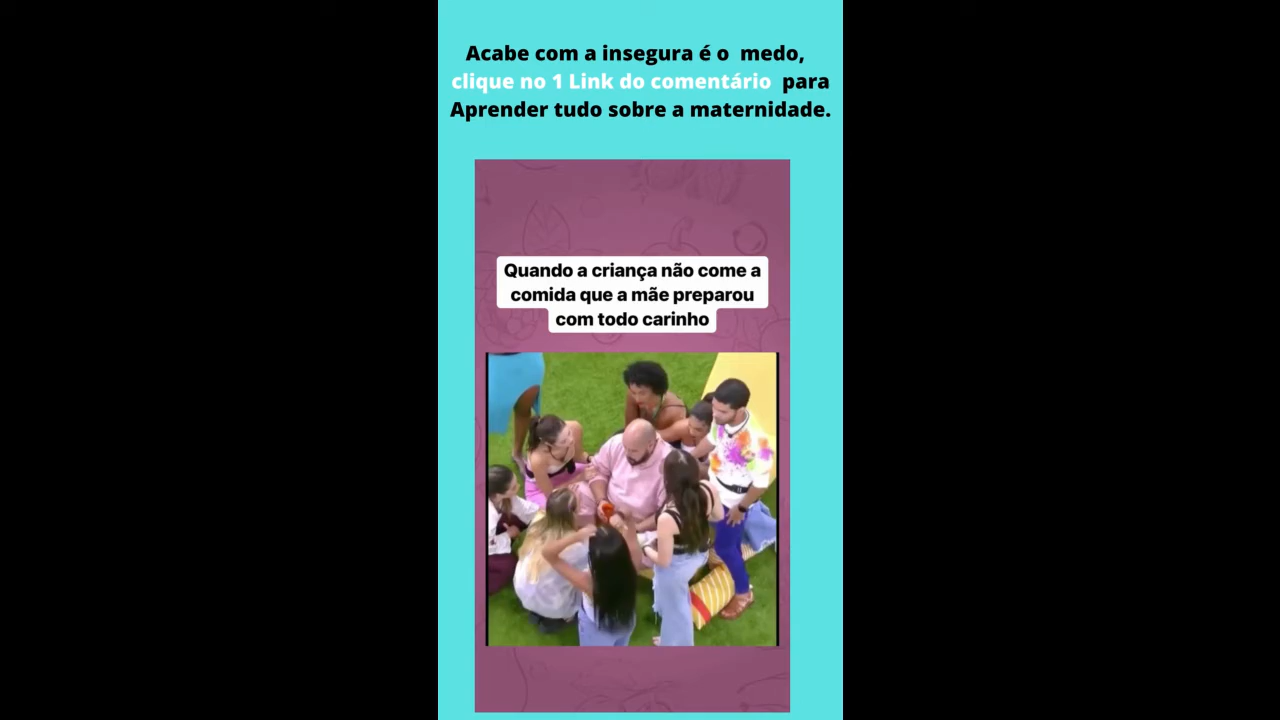 Acabe com a insegura é o medo,
clique no 1 Link do comentário para
Aprender tudo sobre a maternidade.
Quando a criança não come a
comida que a mãe preparou
com todo carinho